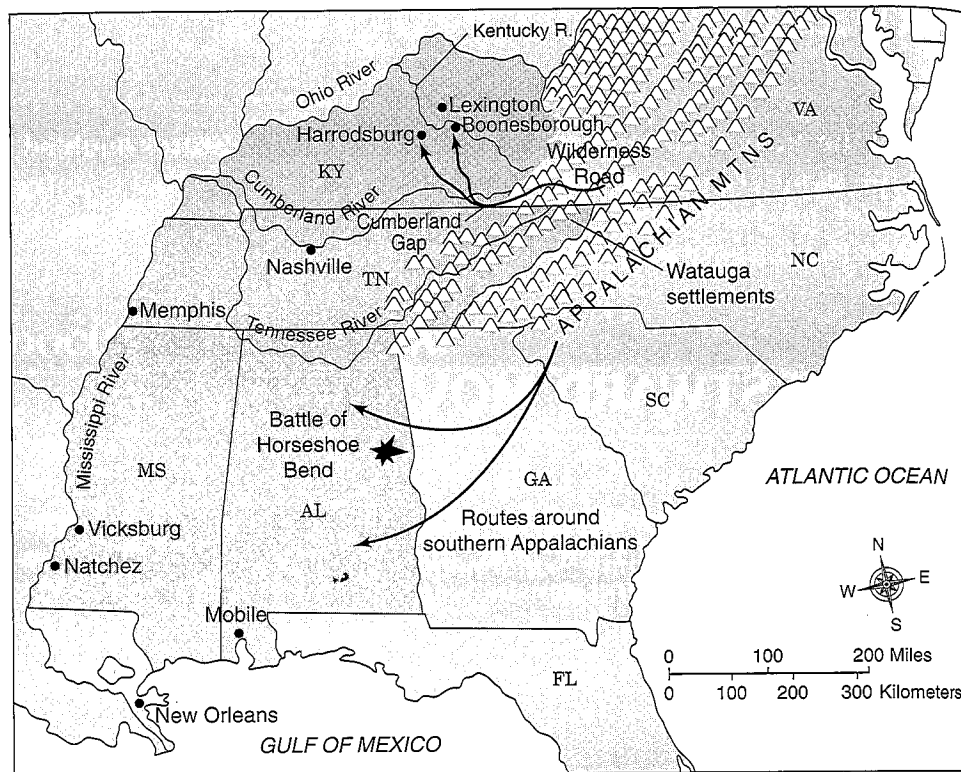 Kentucky R.
Ohio River
Lexington
Harrodsburg
Boonesborough
VA
Wilderness
Road
KY
Cumberland River
Cumberland
Gap
APPALACHIAN MTNS
Nashville
TN
NC
Watauga
settlements
Memphis
Tennessee River
Mississippi River
Battle of
Horseshoe
Bend
SC
MS
GA
ATLANTIC OCEAN
AL
Routes around
southern Appalachians
Vicksburg
Natchez
N
W
E
S
Mobile
0 100 200 Miles
0 100 200 300 Kilometers
FL
New Orleans
GULF OF MEXICO